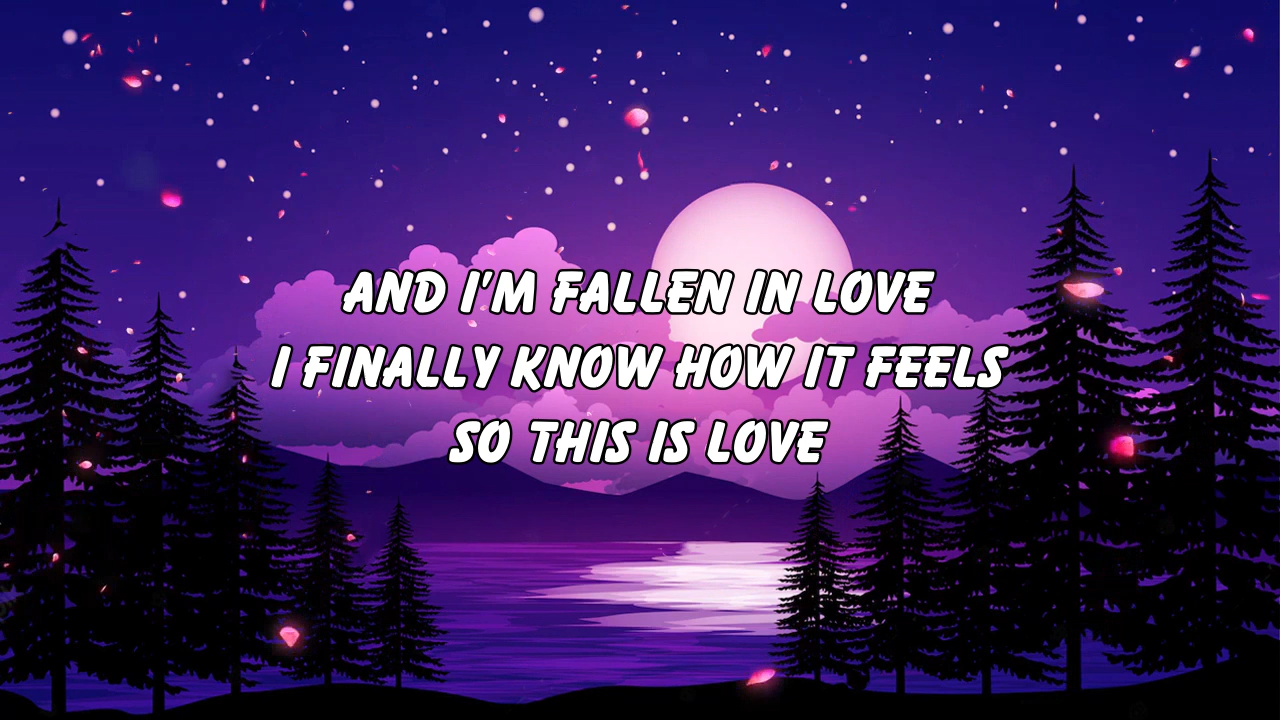 AND I'M FALLEN IN LOVE
I FINALLY KNOW HOW IT FEELS
SO THIS IS LOVE